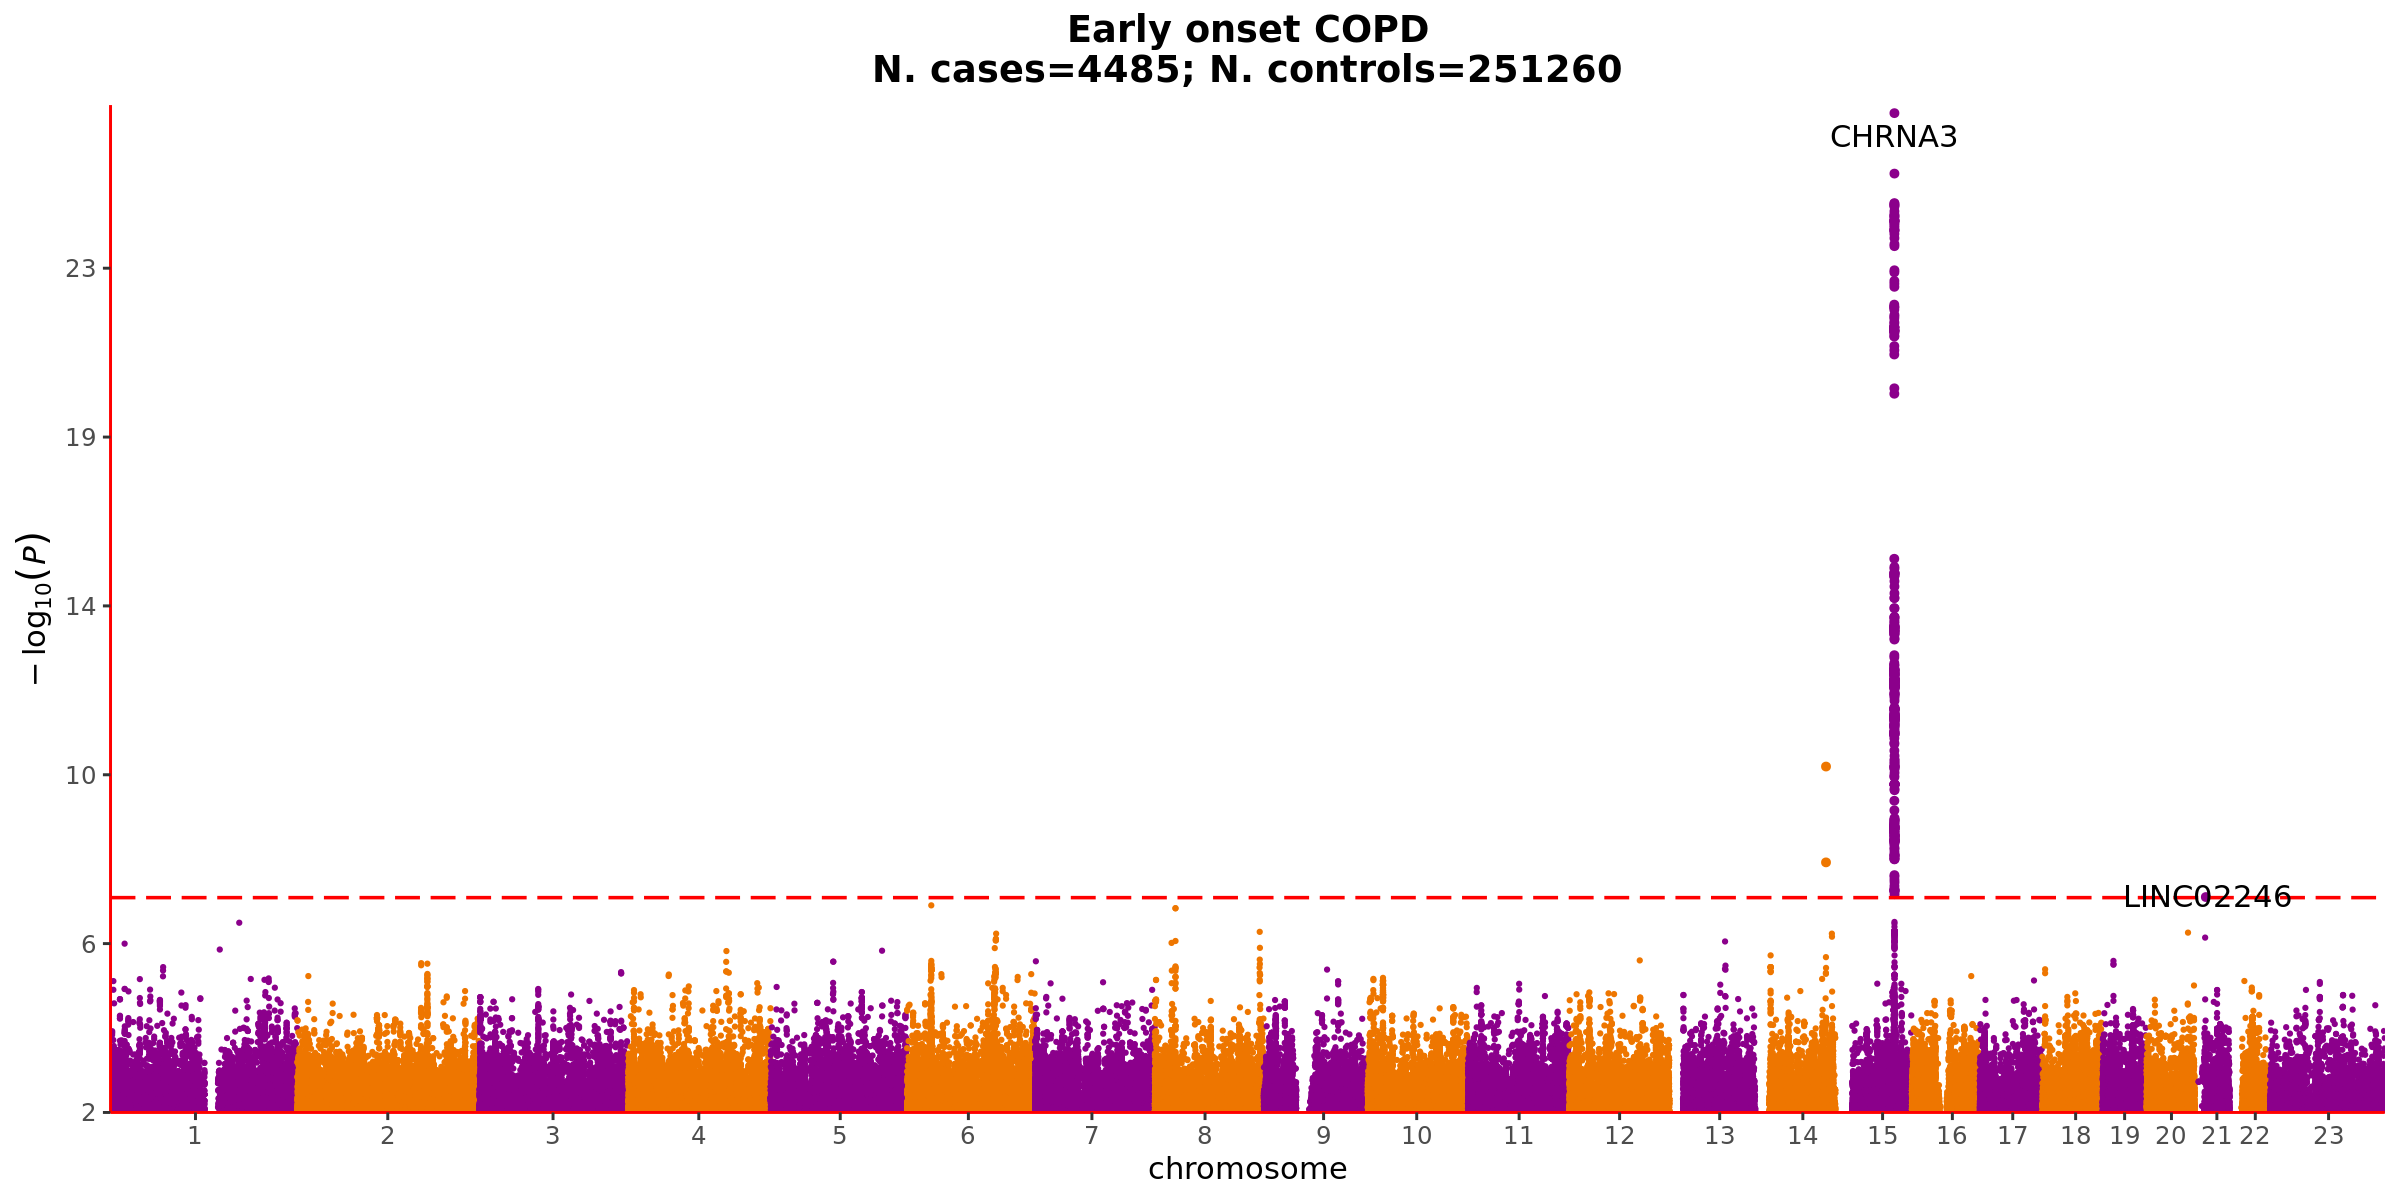 Early onset COPD
N. cases=4485; N. controls=251260
CHRNA3
23
19
14
10
6
2
−log₁₀(P)
LINC02246
1 2 3 4 5 6 7 8 9 10 11 12 13 14 15 16 17 18 19 20 21 22 23
chromosome